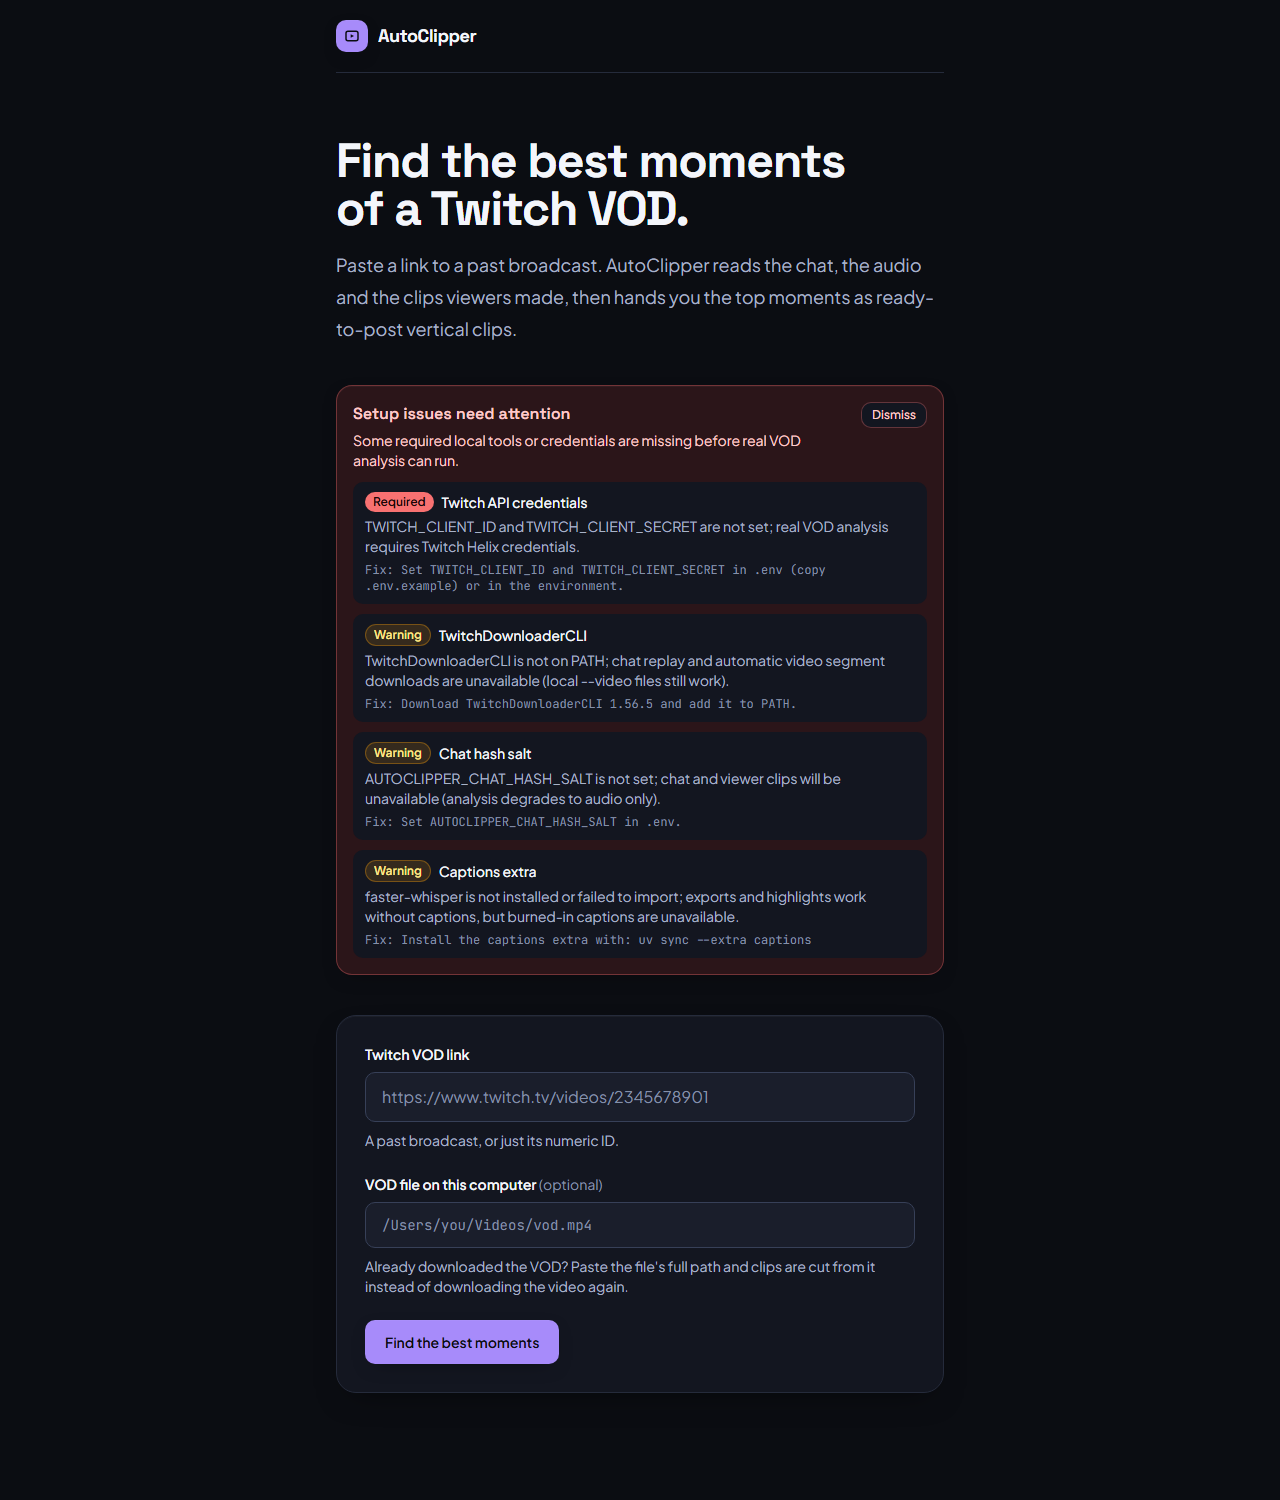 AutoClipper
Find the best moments
of a Twitch VOD.
Paste a link to a past broadcast. AutoClipper reads the chat, the audio
and the clips viewers made, then hands you the top moments as ready-
to-post vertical clips.
Setup issues need attention
Dismiss
Some required local tools or credentials are missing before real VOD
analysis can run.
Required Twitch API credentials
TWITCH_CLIENT_ID and TWITCH_CLIENT_SECRET are not set; real VOD analysis
requires Twitch Helix credentials.
Fix: Set TWITCH_CLIENT_ID and TWITCH_CLIENT_SECRET in .env (copy
.env.example) or in the environment.
Warning TwitchDownloaderCLI
TwitchDownloaderCLI is not on PATH; chat replay and automatic video segment
downloads are unavailable (local --video files still work).
Fix: Download TwitchDownloaderCLI 1.56.5 and add it to PATH.
Warning Chat hash salt
AUTOCLIPPER_CHAT_HASH_SALT is not set; chat and viewer clips will be
unavailable (analysis degrades to audio only).
Fix: Set AUTOCLIPPER_CHAT_HASH_SALT in .env.
Warning Captions extra
faster-whisper is not installed or failed to import; exports and highlights work
without captions, but burned-in captions are unavailable.
Fix: Install the captions extra with: uv sync --extra captions
Twitch VOD link
https://www.twitch.tv/videos/2345678901
A past broadcast, or just its numeric ID.
VOD file on this computer (optional)
/Users/you/Videos/vod.mp4
Already downloaded the VOD? Paste the file's full path and clips are cut from it
instead of downloading the video again.
Find the best moments